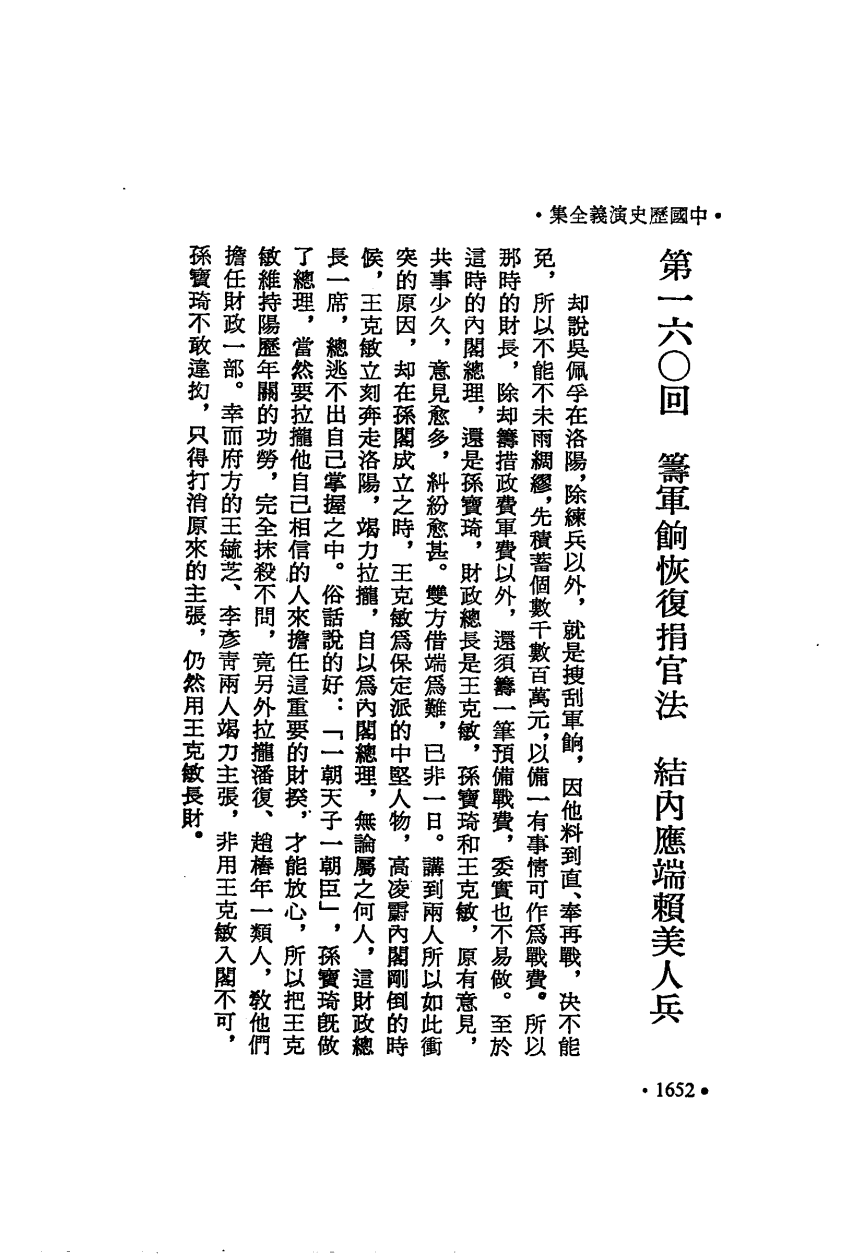 •中國歷史演義全集•
第一六〇回　籌軍餉恢復捐官法　結內應端賴美人兵
却說吳佩孚在洛陽，除練兵以外，就是搜刮軍餉，因他料到直、奉再戰，决不能
免，所以不能不未雨綢繆，先積蓄個數千數百萬元，以備一有事情可作爲戰費。所以
那時的財長，除却籌措政費軍費以外，還須籌一筆預備戰費，委實也不易做。至於
這時的內閣總理，還是孫寶琦，財政總長是王克敏，孫寶琦和王克敏，原有意見，
共事少久，意見愈多，糾紛愈甚。雙方借端爲難，已非一日。講到兩人所以如此衝
突的原因，却在孫閣成立之時，王克敏爲保定派的中堅人物，高凌霨內閣剛倒的時
候，王克敏立刻奔走洛陽，竭力拉攏，自以爲內閣總理，無論屬之何人，這財政總
長一席，總逃不出自己掌握之中。俗話說的好：「一朝天子一朝臣」，孫寶琦旣做
了總理，當然要拉攏他自己相信的人來擔任這重要的財揆，才能放心，所以把王克
敏維持陽歷年關的功勞，完全抹殺不問，竟另外拉攏潘復、趙椿年一類人，敎他們
擔任財政一部。幸而府方的王毓芝、李彥靑兩人竭力主張，非用王克敏入閣不可，
孫寶琦不敢違拗，只得打消原來的主張，仍然用王克敏長財。
•1652•